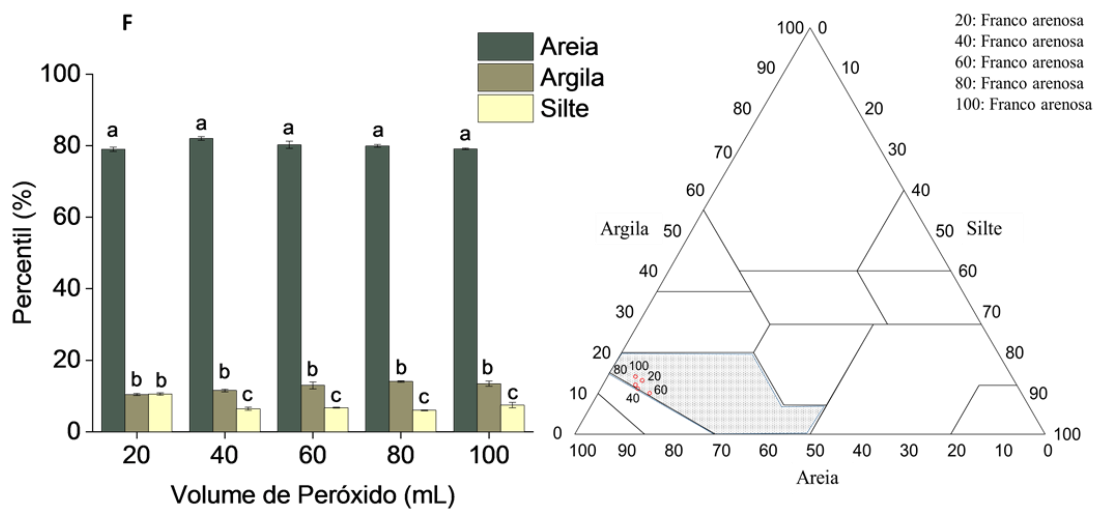 F
Areia
Argila
Silte
100
80
60
40
20
0
Percentil (%)
a
a
a
a
a
b b
b c
b c
b c
b c
20 40 60 80 100
Volume de Peróxido (mL)
20: Franco arenosa
40: Franco arenosa
60: Franco arenosa
80: Franco arenosa
100: Franco arenosa
100 0
90 10
80 20
70 30
60 40
Argila 50 50 Silte
40 60
30 70
20 80
10 90
0 100
80 100 20 40 60
100 90 80 70 60 50 40 30 20 10 0
Areia